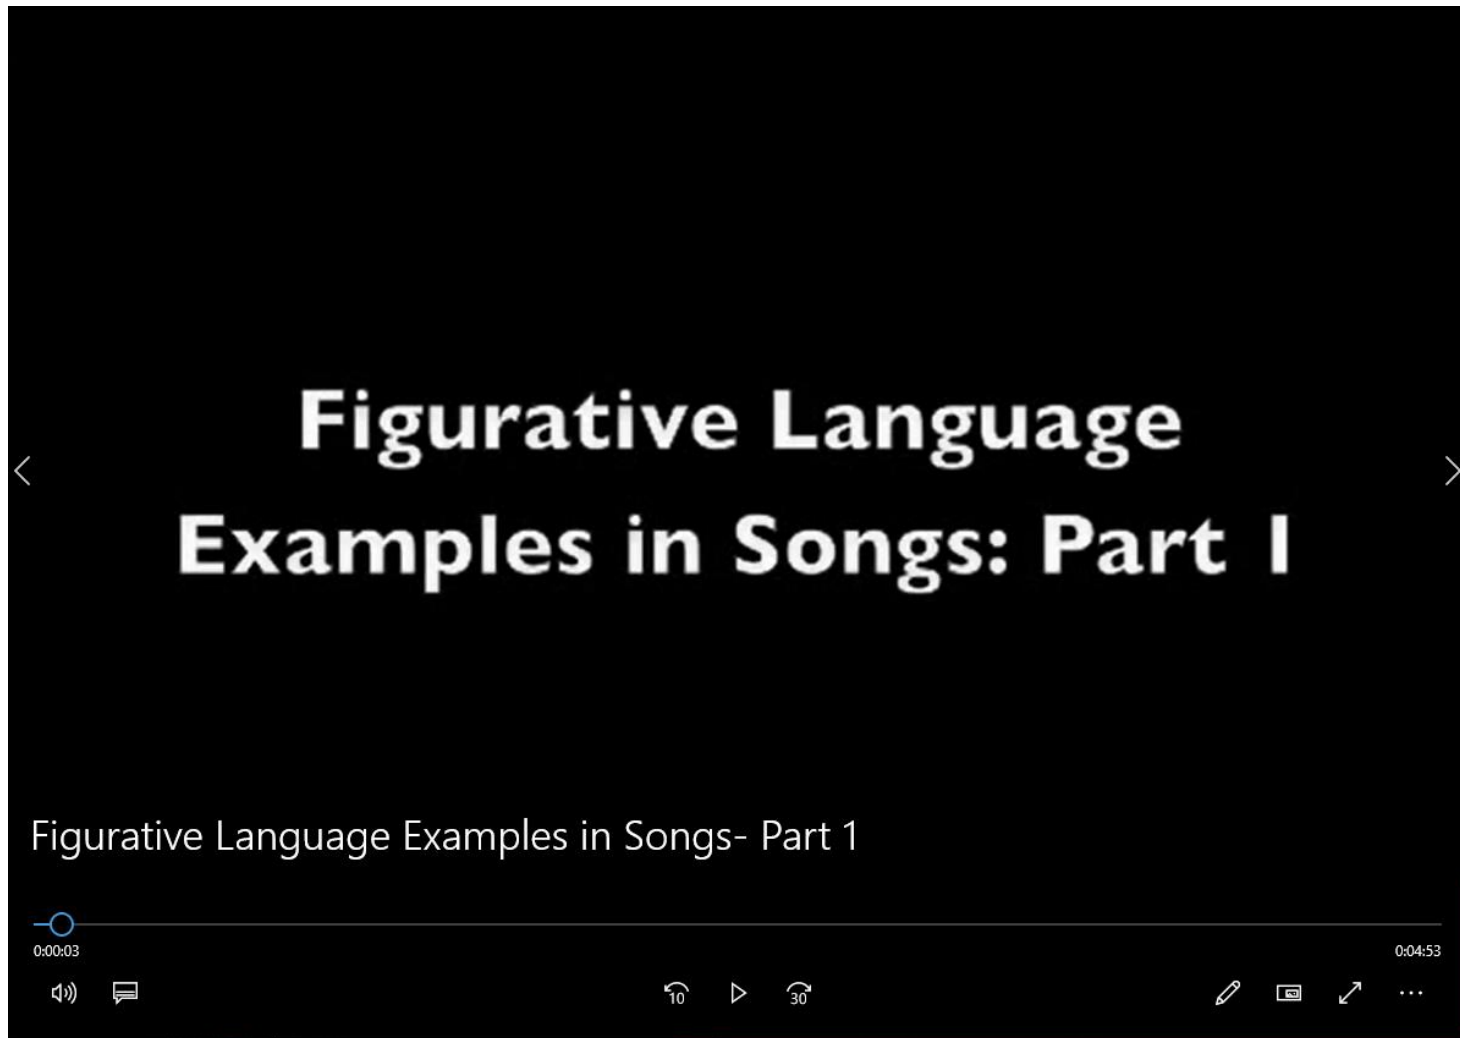 Figurative Language
Examples in Songs: Part 1
Figurative Language Examples in Songs- Part 1
0:00:03
0:04:53
10
30